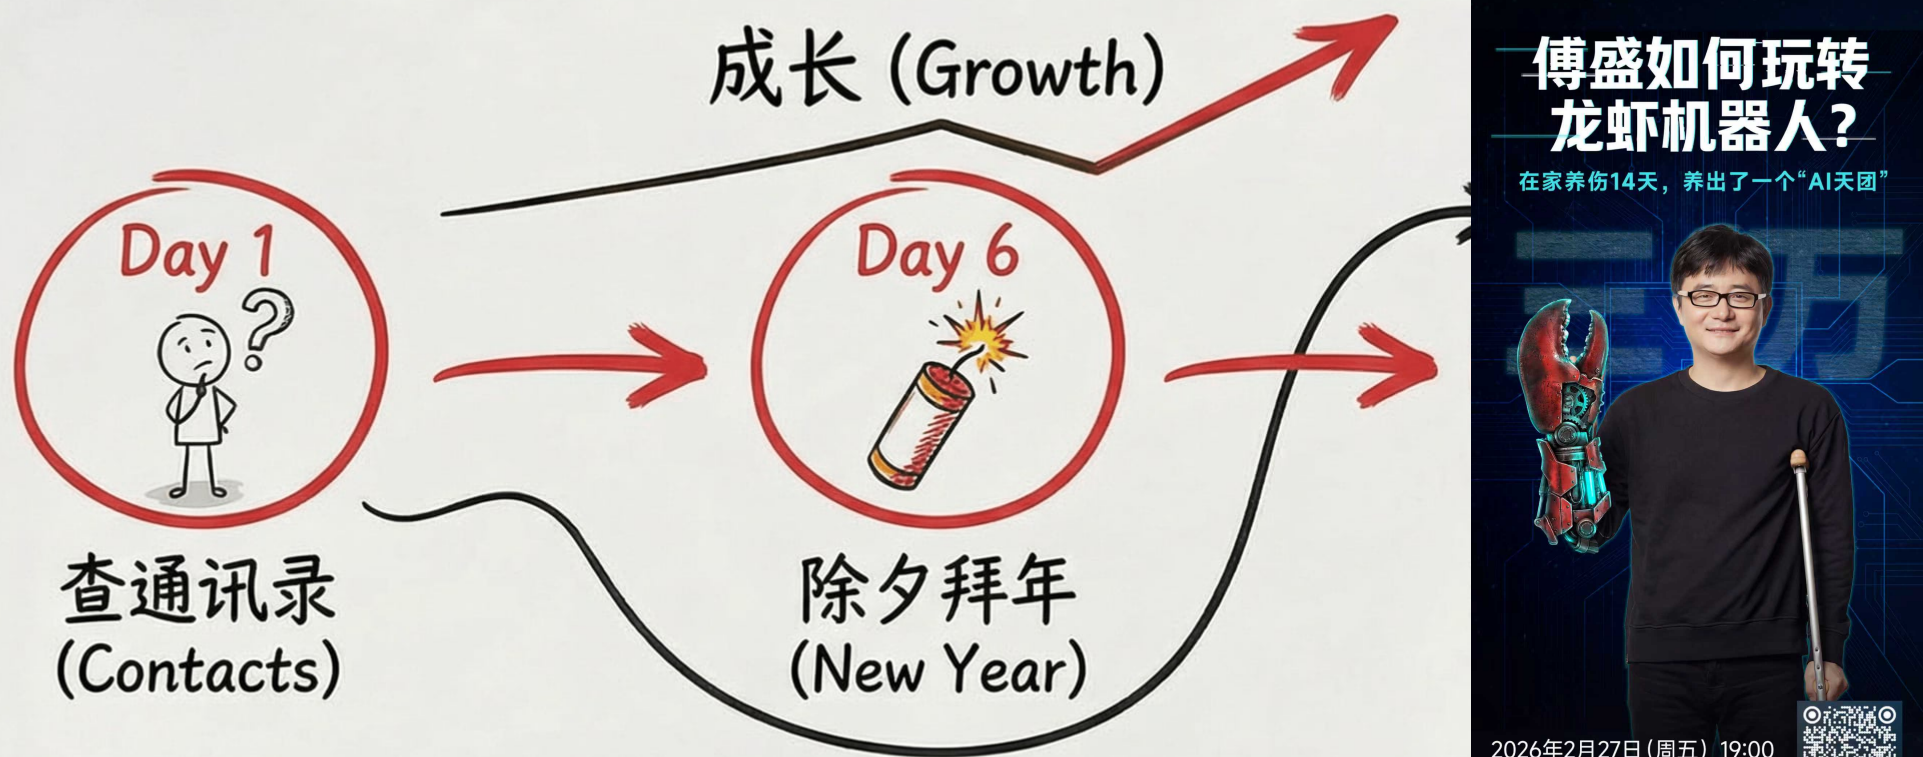 成长 (Growth)
Day 1
查通讯录
(Contacts)
Day 6
除夕拜年
(New Year)
傅盛如何玩转
龙虾机器人?
在家养伤14天，养出了一个“AI天团”
三万
2026年2月27日（周五）19:00